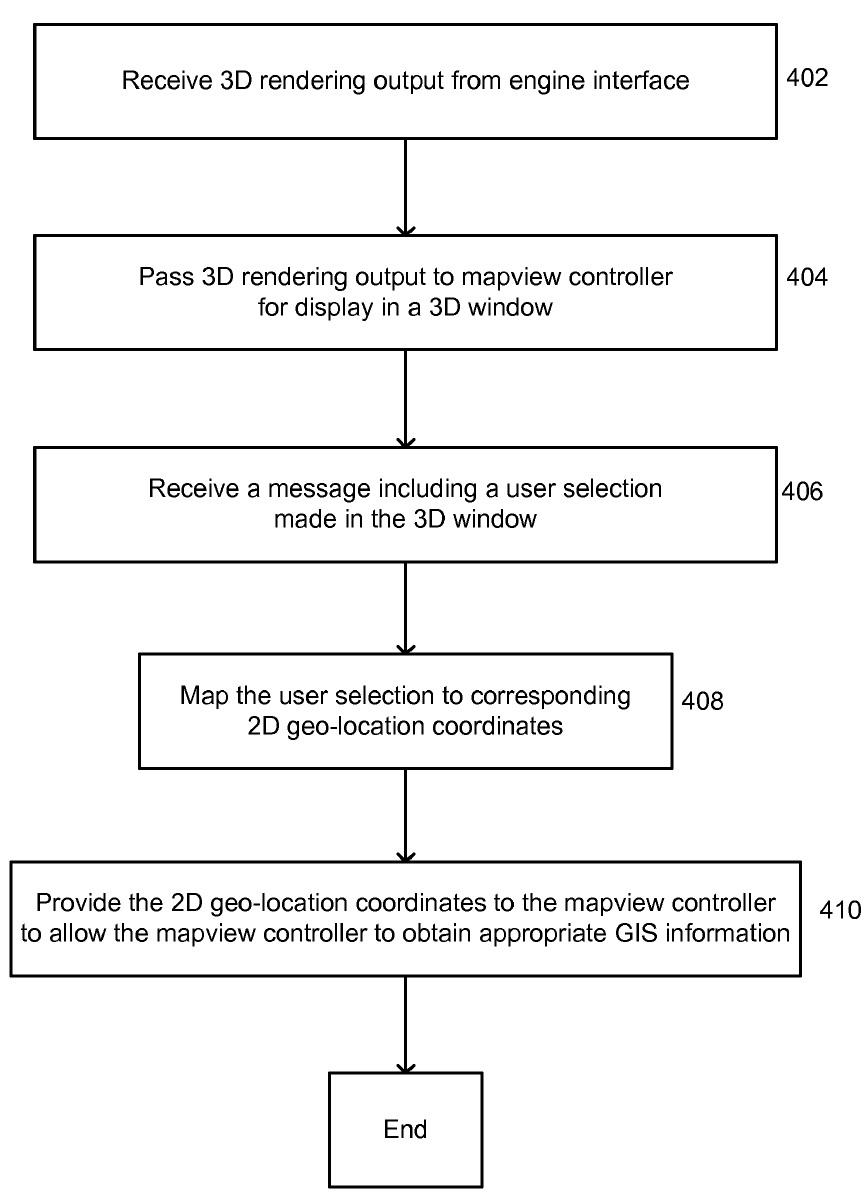 Receive 3D rendering output from engine interface
402
Pass 3D rendering output to mapview controller
for display in a 3D window
404
Receive a message including a user selection
made in the 3D window
406
Map the user selection to corresponding
2D geo-location coordinates
408
Provide the 2D geo-location coordinates to the mapview controller
to allow the mapview controller to obtain appropriate GIS information
410
End